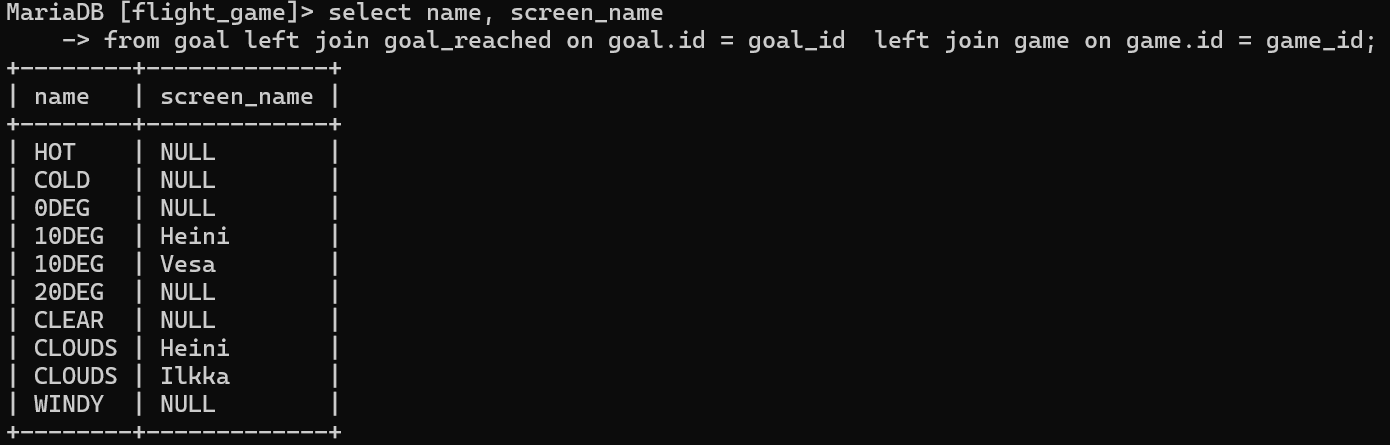 MariaDB [flight_game]> select name, screen_name
    -> from goal left join goal_reached on goal.id = goal_id  left join game on game.id = game_id;
+--------+-------------+
| name   | screen_name |
+--------+-------------+
| HOT    | NULL        |
| COLD   | NULL        |
| 0DEG   | NULL        |
| 10DEG  | Heini       |
| 10DEG  | Vesa        |
| 20DEG  | NULL        |
| CLEAR  | NULL        |
| CLOUDS | Heini       |
| CLOUDS | Ilkka       |
| WINDY  | NULL        |
+--------+-------------+